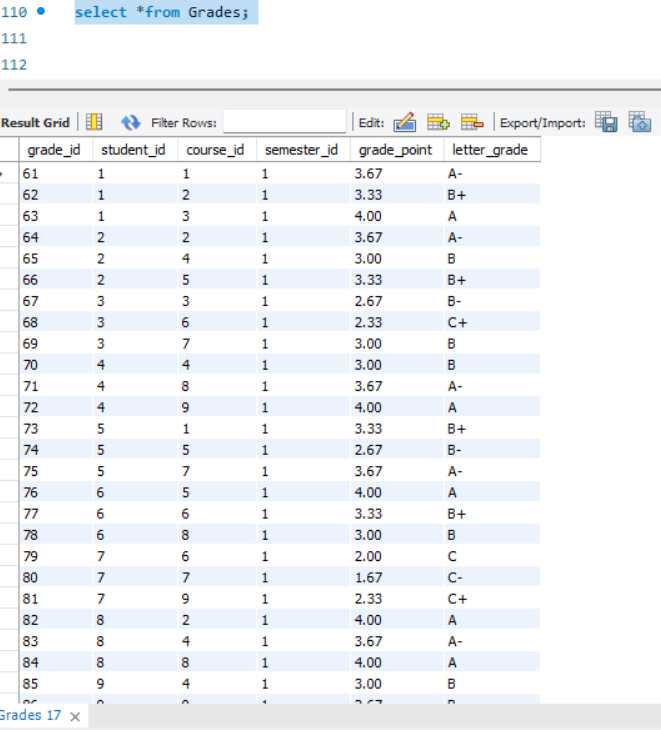 110 select *from Grades;
111
112
Result Grid Filter Rows: Edit: Export/Import:
grade_id student_id course_id semester_id grade_point letter_grade
61 1 1 1 3.67 A-
62 1 2 1 3.33 B+
63 1 3 1 4.00 A
64 2 2 1 3.67 A-
65 2 4 1 3.00 B
66 2 5 1 3.33 B+
67 3 3 1 2.67 B-
68 3 6 1 2.33 C+
69 3 7 1 3.00 B
70 4 4 1 3.00 B
71 4 8 1 3.67 A-
72 4 9 1 4.00 A
73 5 1 1 3.33 B+
74 5 5 1 2.67 B-
75 5 7 1 3.67 A-
76 6 5 1 4.00 A
77 6 6 1 3.33 B+
78 6 8 1 3.00 B
79 7 6 1 2.00 C
80 7 7 1 1.67 C-
81 7 9 1 2.33 C+
82 8 2 1 4.00 A
83 8 4 1 3.67 A-
84 8 8 1 4.00 A
85 9 4 1 3.00 B
Grades 17